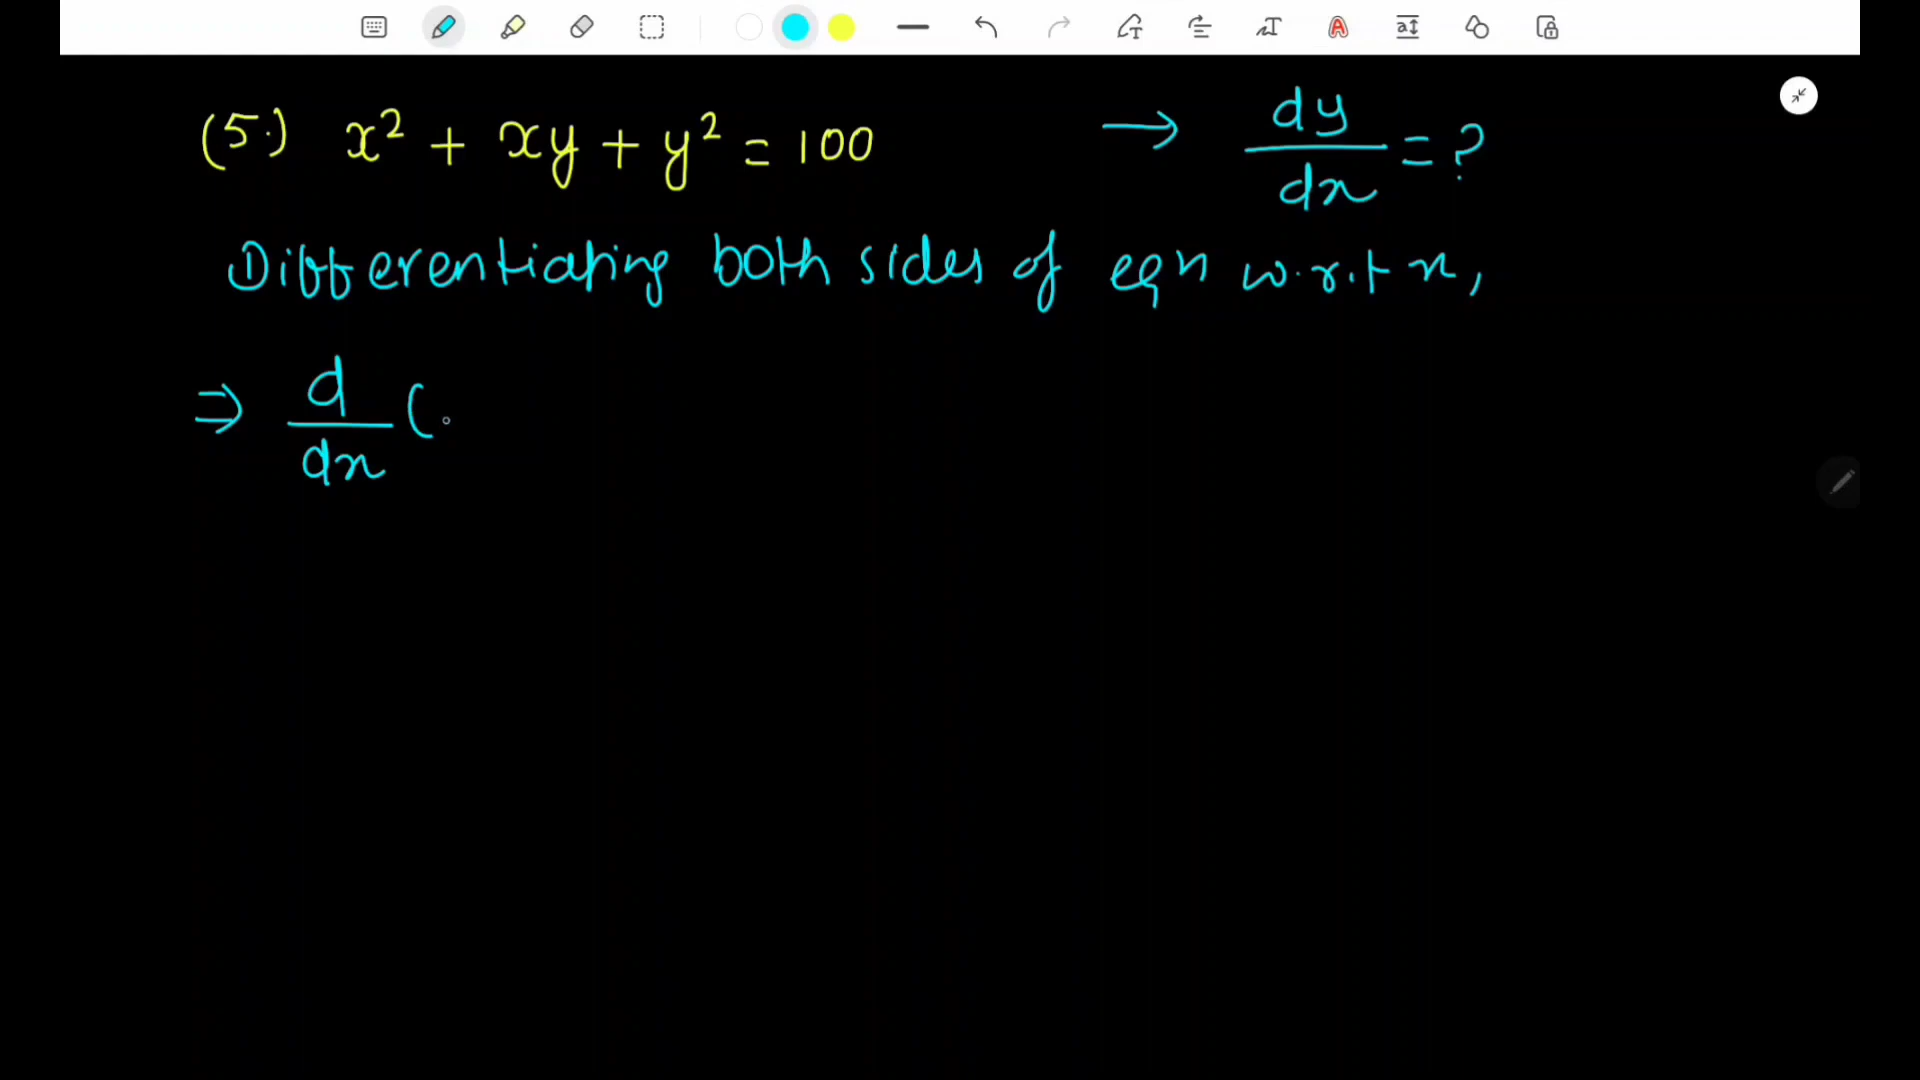 (5.) x² + xy + y² = 100 → dy/dx = ?
Differentiating both sides of eqn w.r.t x,
⇒ d/dx (